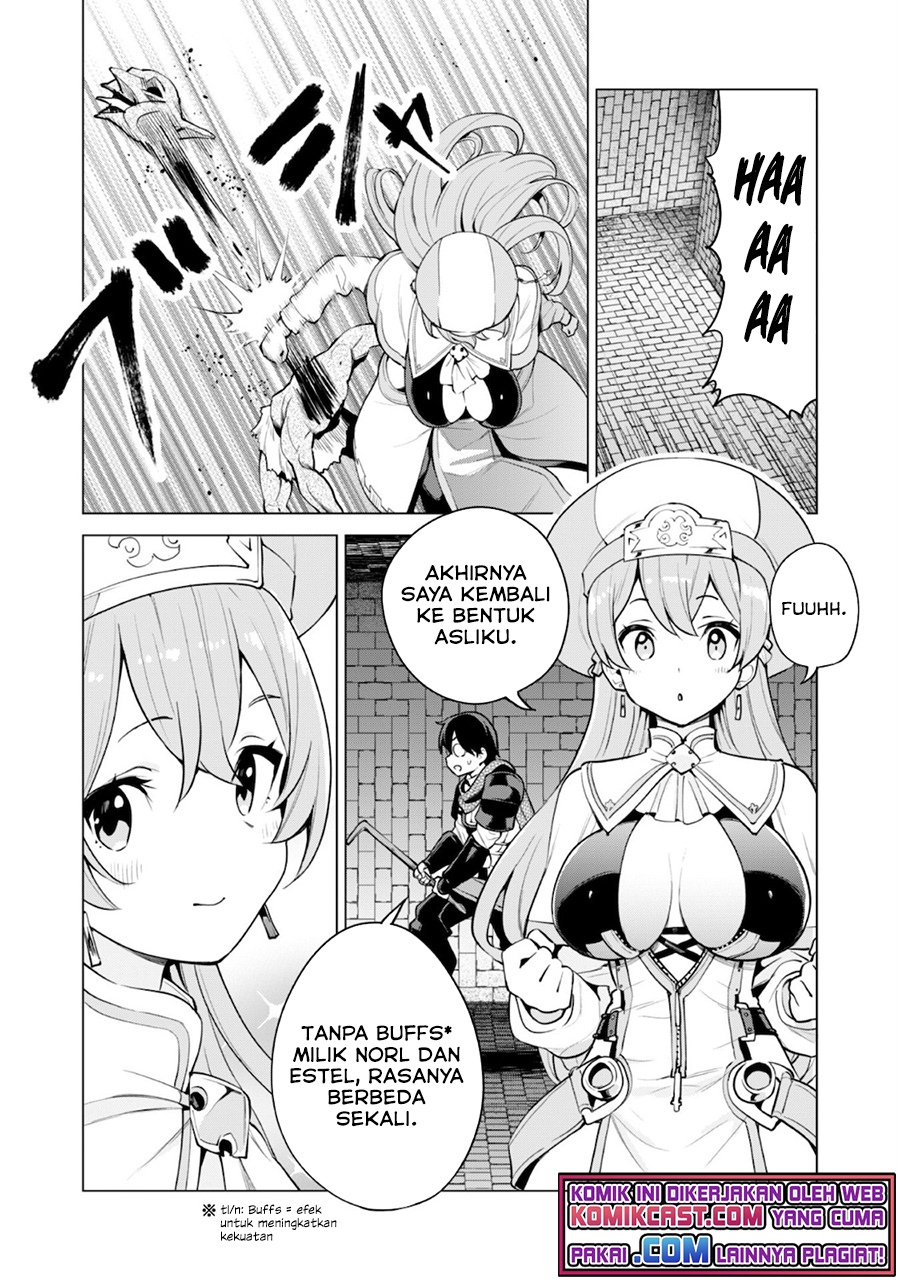 HAA
AA
AA
ブシャ
FUUHH.
AKHIRNYA
SAYA KEMBALI
KE BENTUK
ASLIKU.
TANPA BUFFS*
MILIK NORL DAN
ESTEL, RASANYA
BERBEDA
SEKALI.
※ tl/n: Buffs = efek
untuk meningkatkan
kekuatan
KOMIK INI DIKERJAKAN OLEH WEB
KOMIKCAST.COM YANG CUMA
PAKAI .COM LAINNYA PLAGIAT!